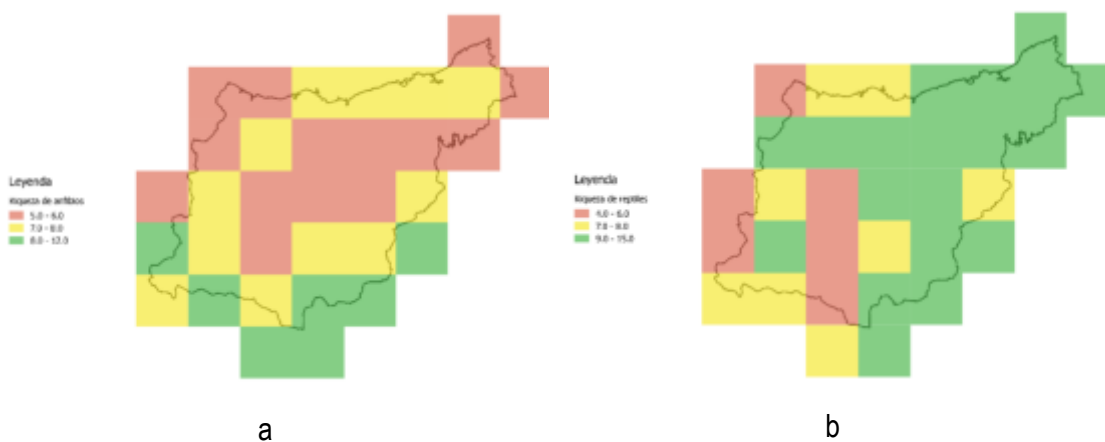 Leyenda
Riqueza de anfibios
5.0 - 6.0
7.0 - 8.0
8.0 - 12.0
a
Leyenda
Riqueza de reptiles
4.0 - 6.0
7.0 - 8.0
9.0 - 15.0
b